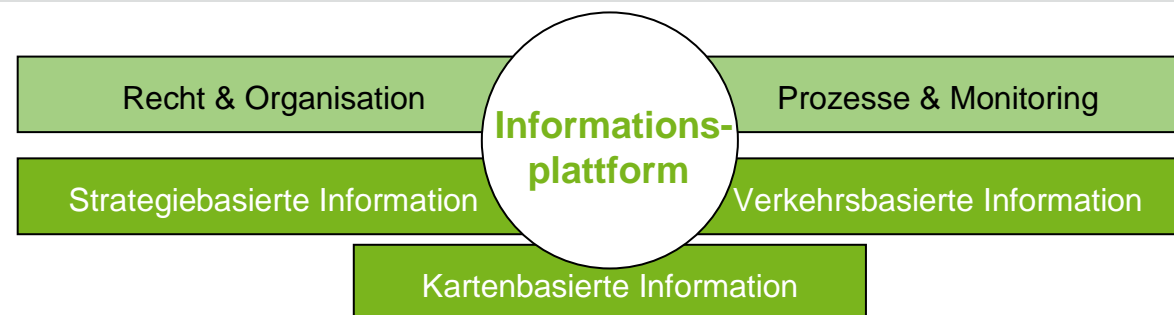 Recht & Organisation
Prozesse & Monitoring
Informations-
plattform
Strategiebasierte Information
Verkehrsbasierte Information
Kartenbasierte Information